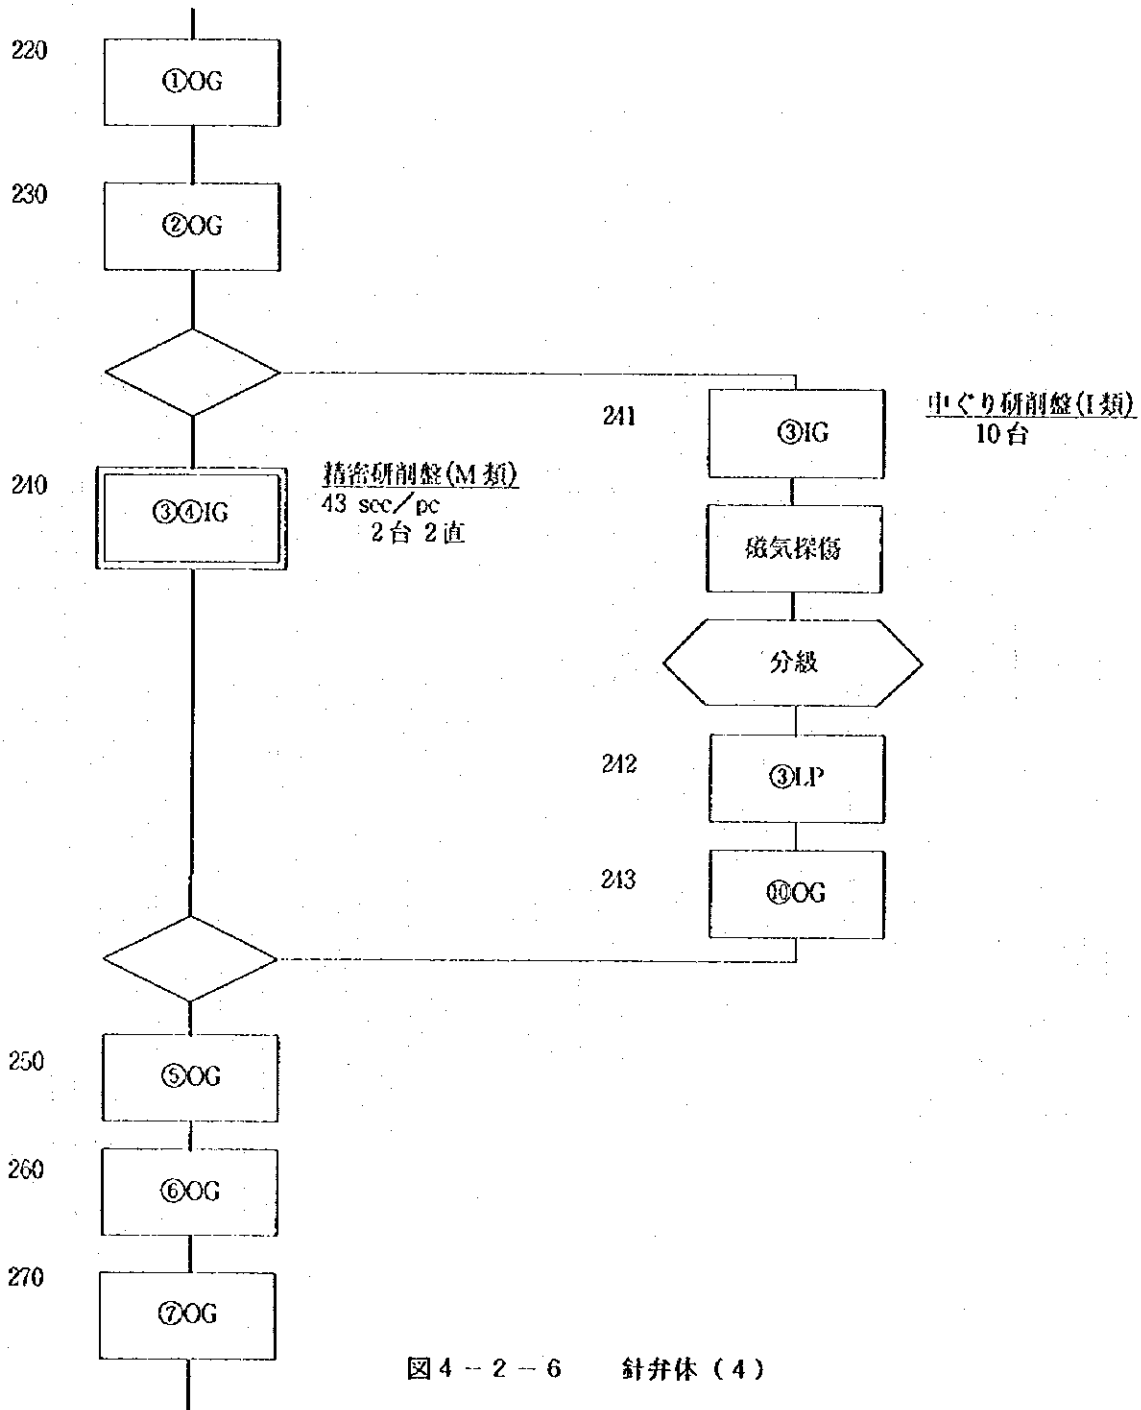 220
①OG
230
②OG
240
③④IG
精密研削盤(M類)
43 sec/pc
2台 2直
241
③IG
中ぐり研削盤(I類)
10台
磁気探傷
分級
242
③LP
243
⑩OG
250
⑤OG
260
⑥OG
270
⑦OG
図4-2-6 針弁体(4)